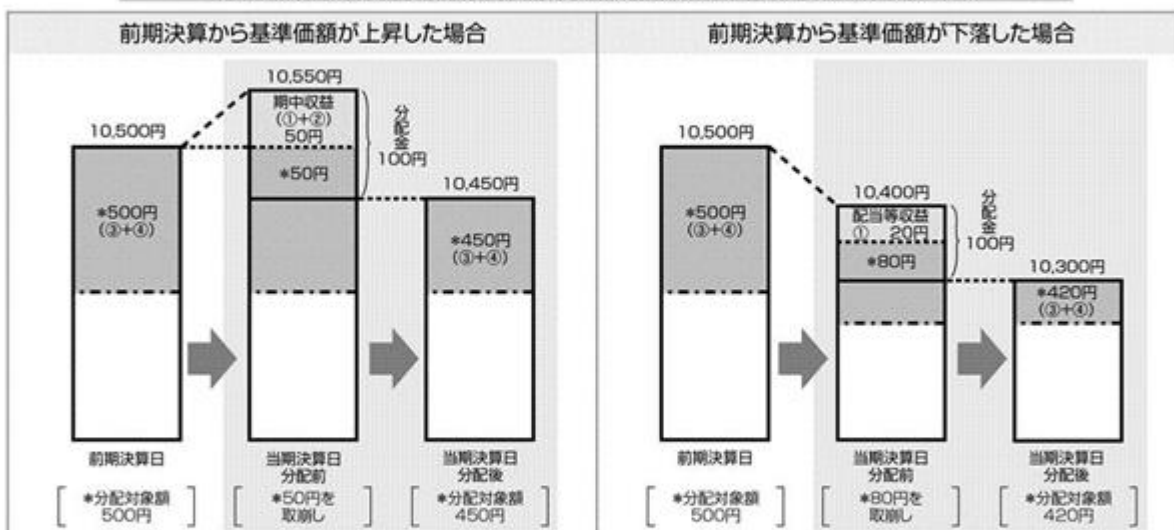 前期決算から基準価額が上昇した場合
10,550円
期中収益
(①+②)
50円
*50円
分配金
100円
10,500円
*500円
(③+④)
10,450円
*450円
(③+④)
前期決算日
当期決算日
分配前
当期決算日
分配後
*分配対象額
500円
*50円を
取崩し
*分配対象額
450円
前期決算から基準価額が下落した場合
10,500円
*500円
(③+④)
10,400円
配当等収益
① 20円
*80円
分配金
100円
10,300円
*420円
(③+④)
前期決算日
当期決算日
分配前
当期決算日
分配後
*分配対象額
500円
*80円を
取崩し
*分配対象額
420円